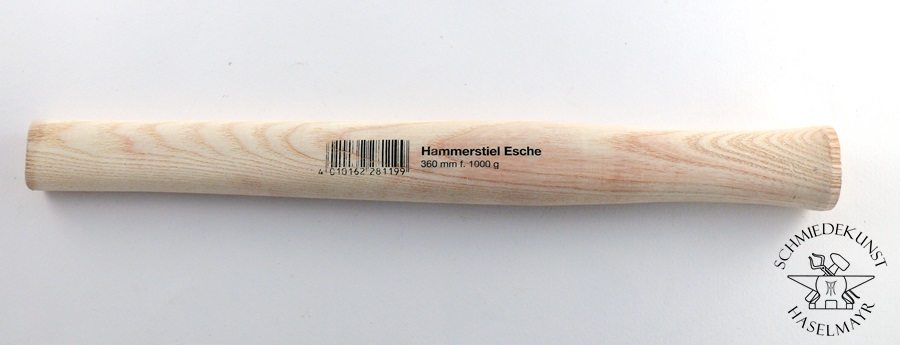 Hammerstiel Esche
360 mm f. 1000 g
4 010162 281199
SCHMIEDEKUNST
HASELMAYR